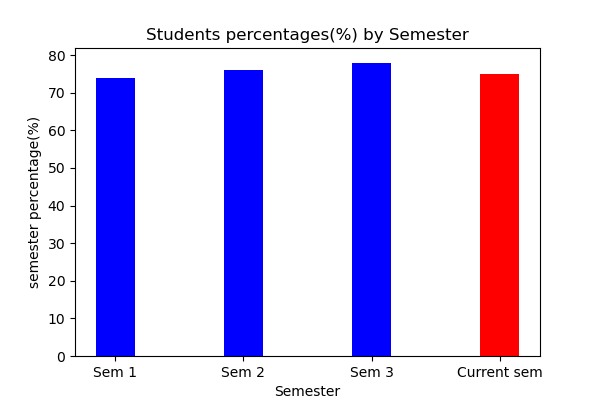 Students percentages(%) by Semester
semester percentage(%)
80
70
60
50
40
30
20
10
0
Sem 1 Sem 2 Sem 3 Current sem
Semester